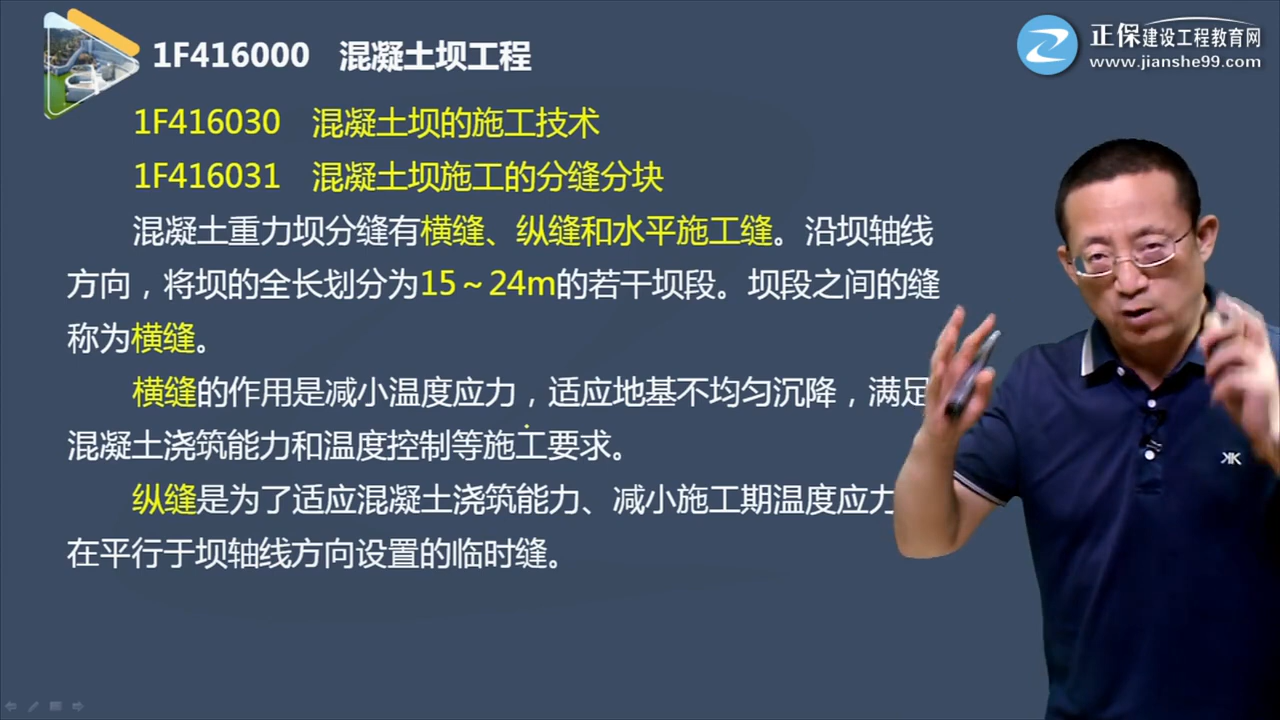 1F416000 混凝土坝工程
正保建设工程教育网
www.jianshe99.com
1F416030 混凝土坝的施工技术
1F416031 混凝土坝施工的分缝分块
混凝土重力坝分缝有横缝、纵缝和水平施工缝。沿坝轴线
方向，将坝的全长划分为15～24m的若干坝段。坝段之间的缝
称为横缝。
横缝的作用是减小温度应力，适应地基不均匀沉降，满足
混凝土浇筑能力和温度控制等施工要求。
纵缝是为了适应混凝土浇筑能力、减小施工期温度应力
在平行于坝轴线方向设置的临时缝。